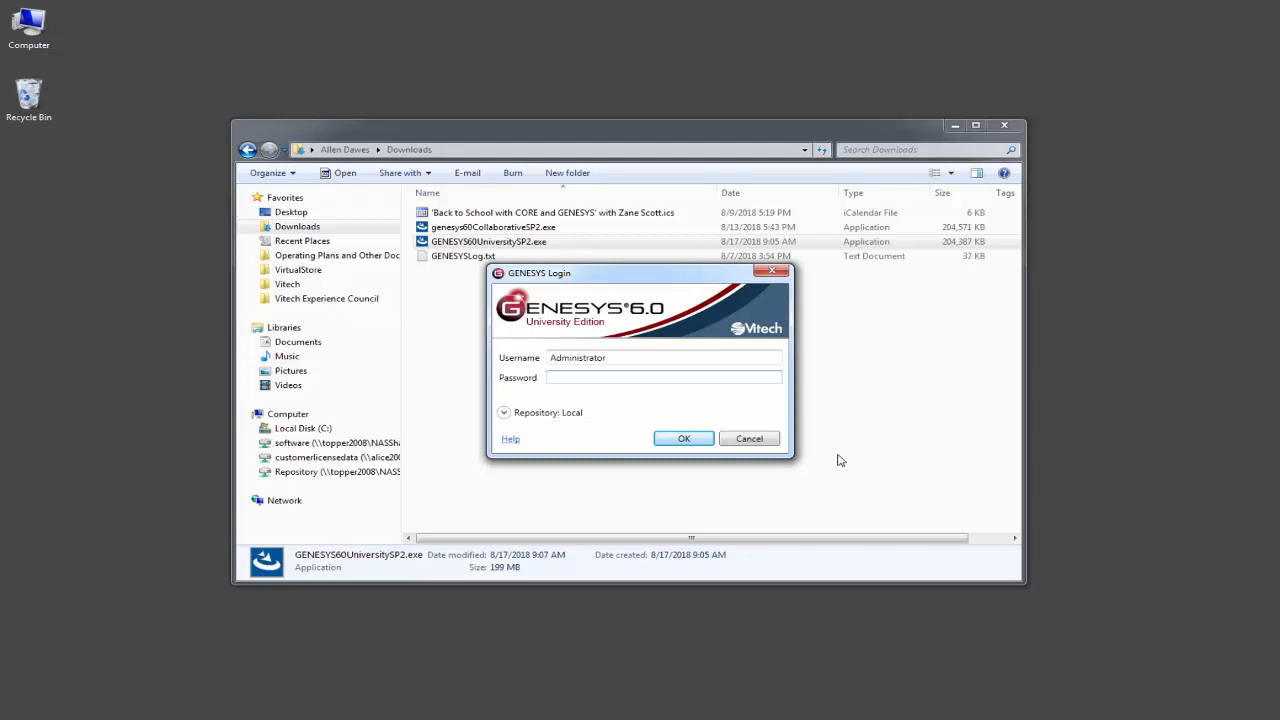 Computer
Recycle Bin
Allen Dawes Downloads Search Downloads
Organize Open Share with E-mail Burn New folder
Name Date Type Size Tags
Favorites
Desktop
Downloads
Recent Places
Operating Plans and Other Doc
VirtualStore
Vitech
Vitech Experience Council
Libraries
Documents
Music
Pictures
Videos
Computer
Local Disk (C:)
software (\\topper2008\NASSha
customerlicensedata (\\alice200
Repository (\\topper2008\NASS
Network
'Back to School with CORE and GENESYS' with Zane Scott.ics 8/9/2018 5:19 PM iCalendar File 6 KB
genesys60CollaborativeSP2.exe 8/13/2018 5:43 PM Application 204,571 KB
GENESYS60UniversitySP2.exe 8/17/2018 9:05 AM Application 204,387 KB
GENESYSLog.txt 8/7/2018 3:54 PM Text Document 37 KB
GENESYS Login
GENESYS®6.0
University Edition
Vitech
Username Administrator
Password
Repository: Local
Help OK Cancel
GENESYS60UniversitySP2.exe Date modified: 8/17/2018 9:07 AM Date created: 8/17/2018 9:05 AM
Application Size: 199 MB